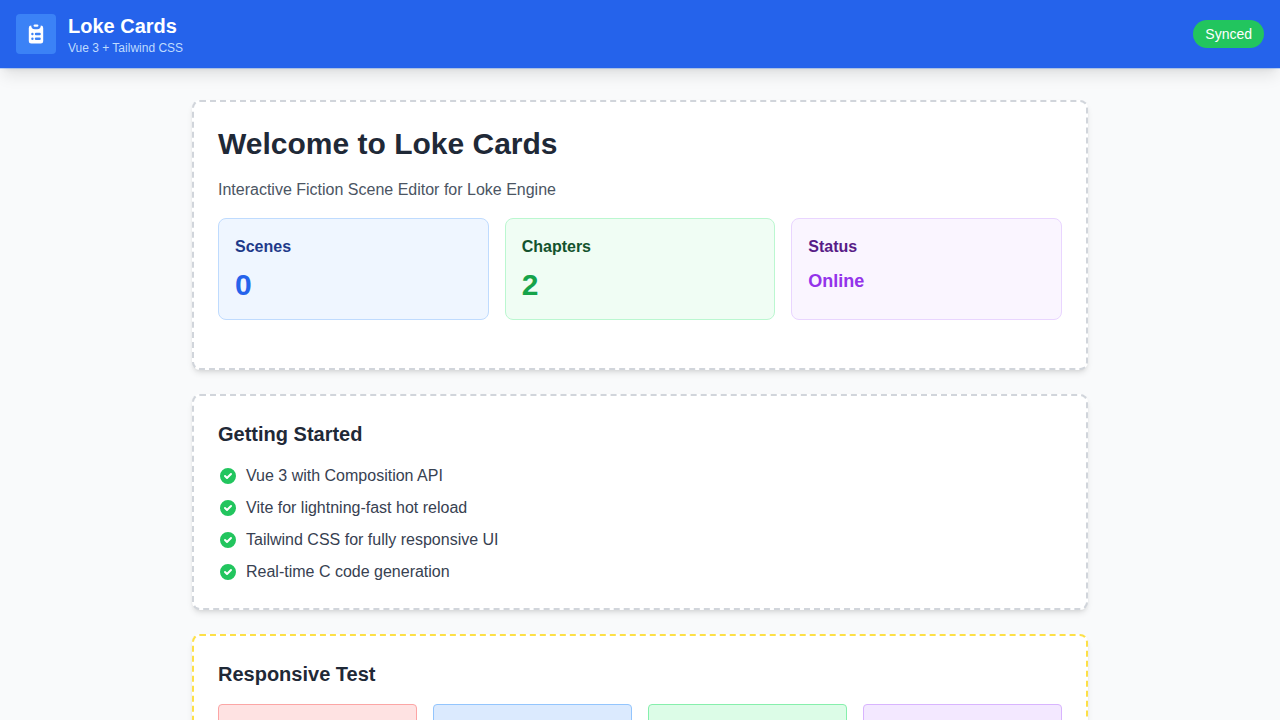 Loke Cards
Vue 3 + Tailwind CSS
Synced
Welcome to Loke Cards
Interactive Fiction Scene Editor for Loke Engine
Scenes
0
Chapters
2
Status
Online
Getting Started
Vue 3 with Composition API
Vite for lightning-fast hot reload
Tailwind CSS for fully responsive UI
Real-time C code generation
Responsive Test